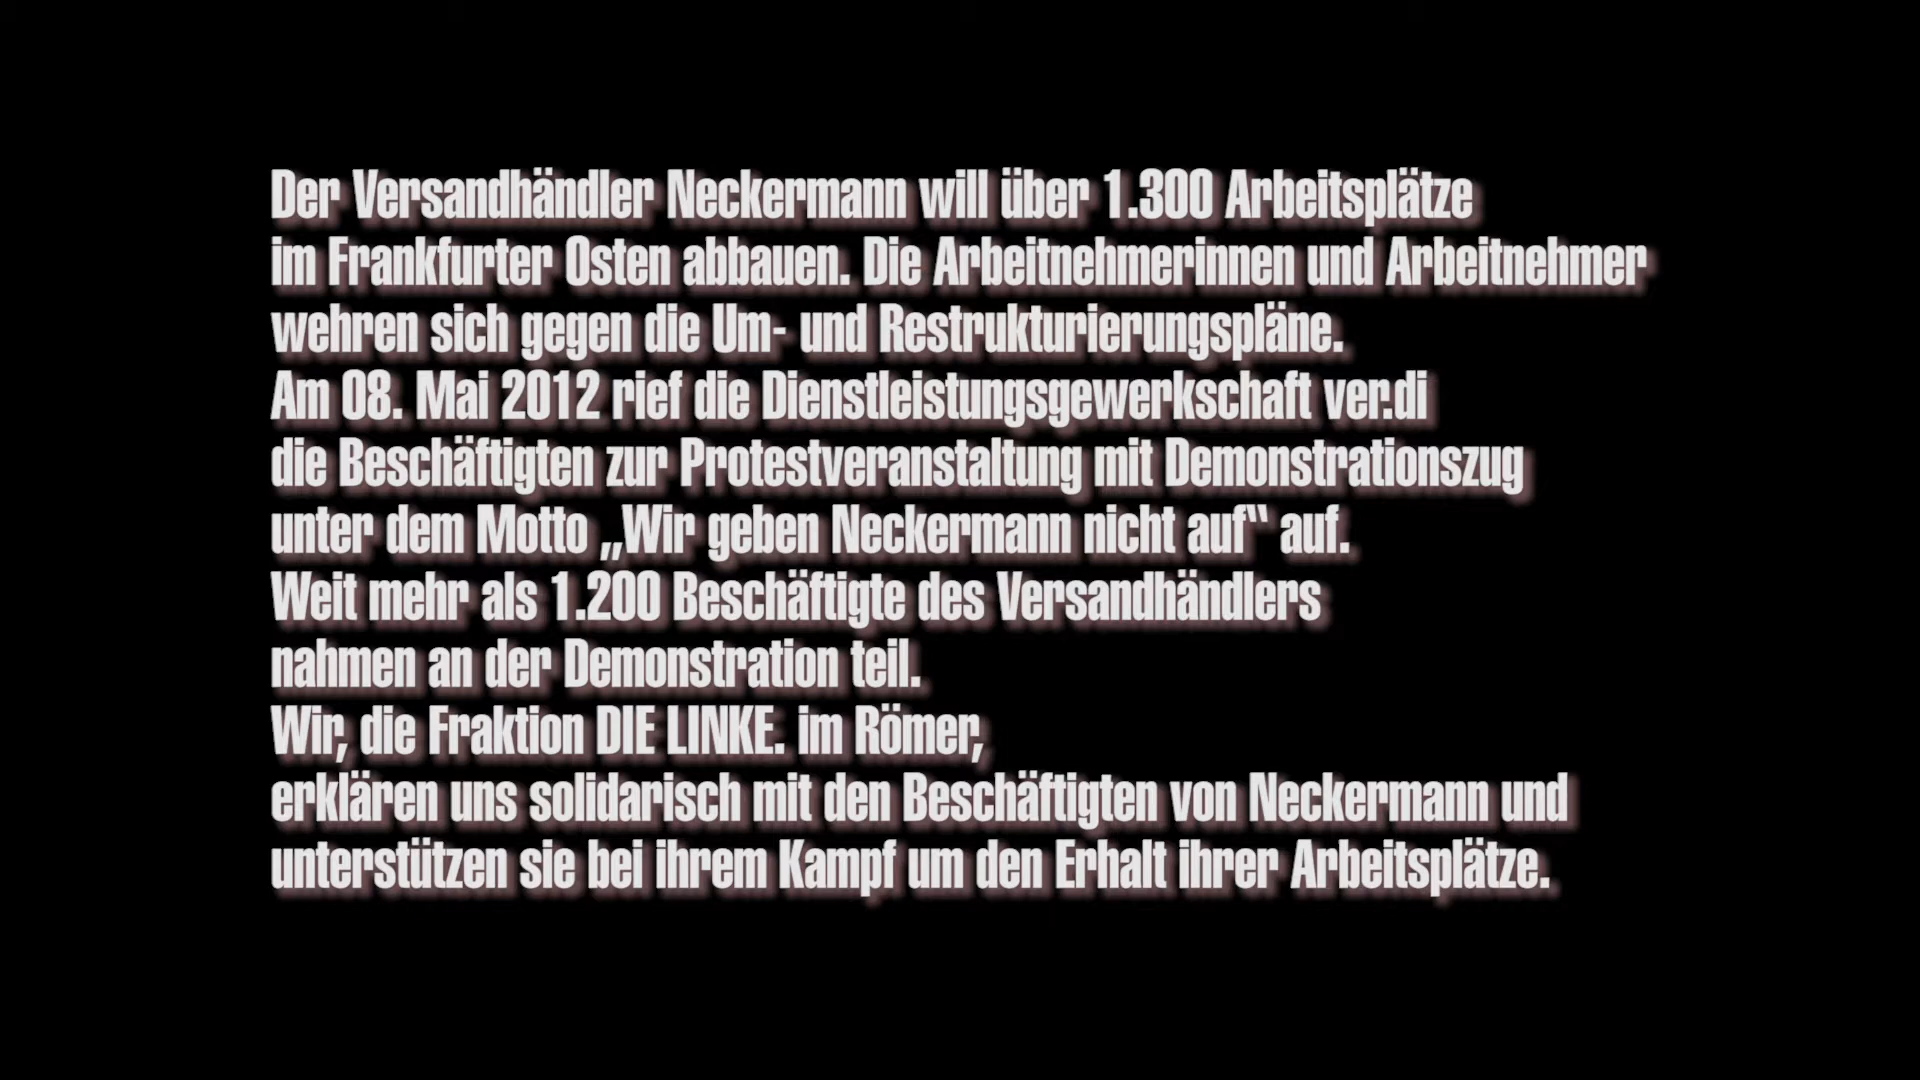 Der Versandhändler Neckermann will über 1.300 Arbeitsplätze
im Frankfurter Osten abbauen. Die Arbeitnehmerinnen und Arbeitnehmer
wehren sich gegen die Um- und Restrukturierungspläne.
Am 08. Mai 2012 rief die Dienstleistungsgewerkschaft ver.di
die Beschäftigten zur Protestveranstaltung mit Demonstrationszug
unter dem Motto „Wir geben Neckermann nicht auf“ auf.
Weit mehr als 1.200 Beschäftigte des Versandhändlers
nahmen an der Demonstration teil.
Wir, die Fraktion DIE LINKE. im Römer,
erklären uns solidarisch mit den Beschäftigten von Neckermann und
unterstützen sie bei ihrem Kampf um den Erhalt ihrer Arbeitsplätze.